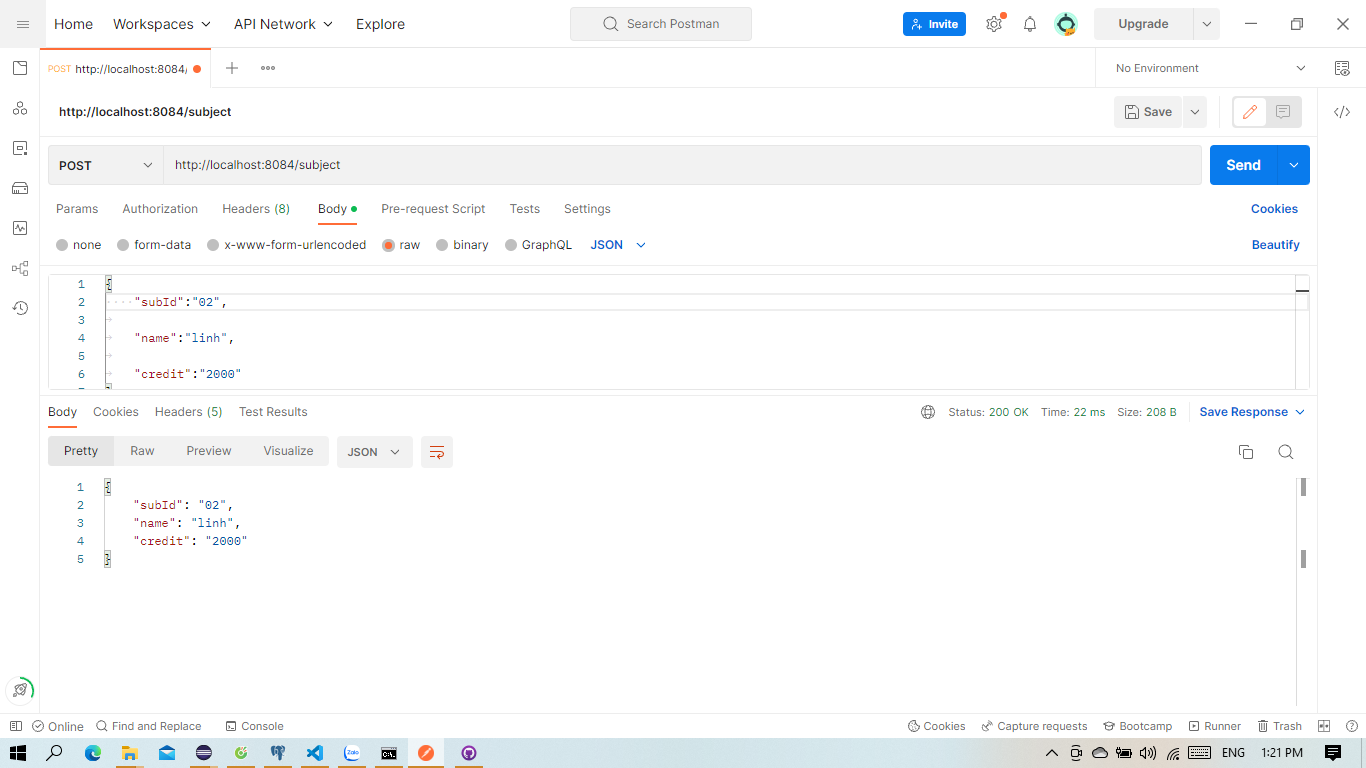 Home Workspaces API Network Explore Search Postman Invite Upgrade
POST http://localhost:8084/ No Environment
http://localhost:8084/subject Save
POST http://localhost:8084/subject Send
Params Authorization Headers (8) Body Pre-request Script Tests Settings Cookies
none form-data x-www-form-urlencoded raw binary GraphQL JSON Beautify
1 {
2 "subId":"02",
3
4 "name":"linh",
5
6 "credit":"2000"
Body Cookies Headers (5) Test Results Status: 200 OK Time: 22 ms Size: 208 B Save Response
Pretty Raw Preview Visualize JSON
1 {
2 "subId": "02",
3 "name": "linh",
4 "credit": "2000"
5 }
Online Find and Replace Console Cookies Capture requests Bootcamp Runner Trash
Zalo C:\ ENG 1:21 PM